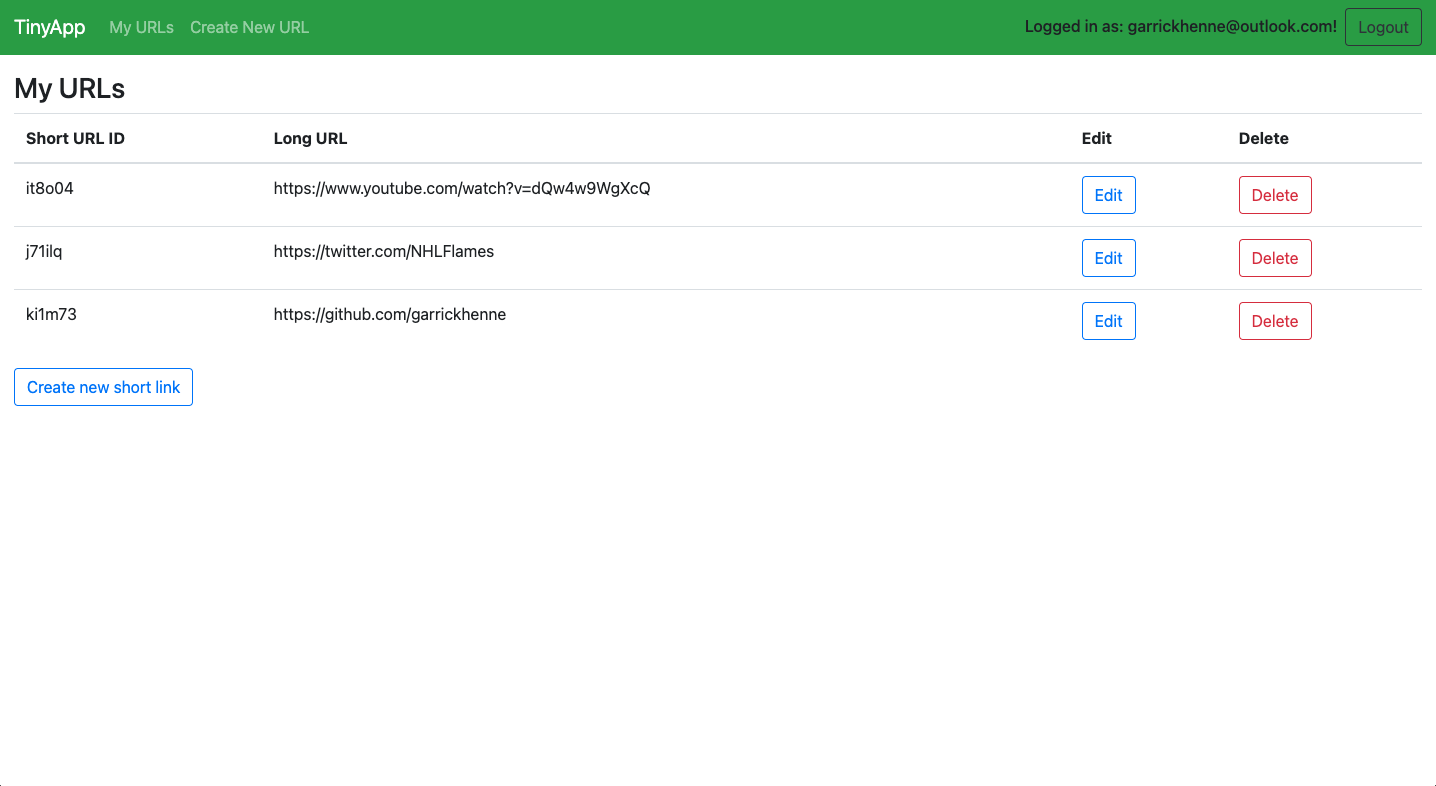 TinyApp My URLs Create New URL Logged in as: garrickhenne@outlook.com! Logout
My URLs
Short URL ID Long URL Edit Delete
it8o04 https://www.youtube.com/watch?v=dQw4w9WgXcQ Edit Delete
j71ilq https://twitter.com/NHLFlames Edit Delete
ki1m73 https://github.com/garrickhenne Edit Delete
Create new short link